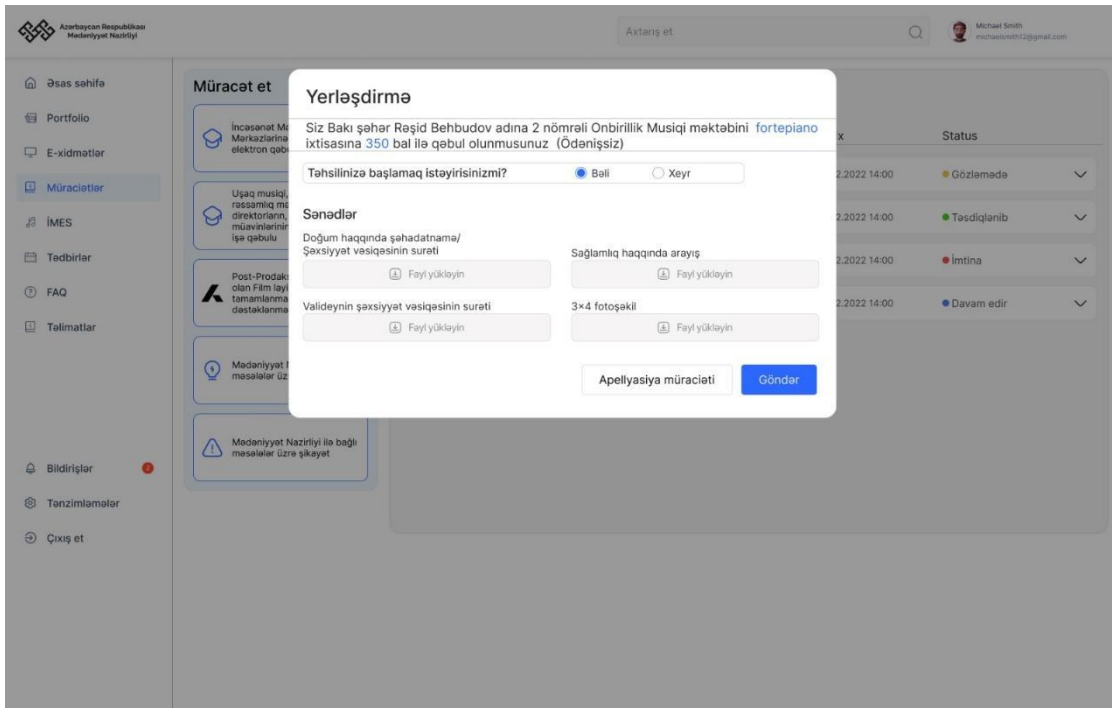 Azərbaycan Respublikası
Mədəniyyət Nazirliyi
Axtarış et
Michael Smith
michaelsmith12@gmail.com
Əsas səhifə
Portfolio
E-xidmətlər
Müraciətlər
İMES
Tədbirlər
FAQ
Təlimatlar
Bildirişlər
2
Tənzimləmələr
Çıxış et
Müracət et
İncəsənət
Mərkəzlərinə
elektron
Uşaq musiqi,
rəssamlıq
direktorların,
müavinlərinin
işə qəbulu
Post-Prodak
olan Film layi
tamamlanma
dəstəklənmə
Mədəniyyət
məsələlər üz
Mədəniyyət Nazirliyi ilə bağlı
məsələlər üzrə şikayət
Yerləşdirmə
Siz Bakı şəhər Rəşid Behbudov adına 2 nömrəli Onbirillik Musiqi məktəbini fortepiano
ixtisasına 350 bal ilə qəbul olunmusunuz (Ödənişsiz)
Təhsilinizə başlamaq istəyirisinizmi?
Bəli
Xeyr
Sənədlər
Doğum haqqında şəhadətnamə/
Şəxsiyyət vəsiqəsinin surəti
Fayl yükləyin
Sağlamlıq haqqında arayış
Fayl yükləyin
Valideynin şəxsiyyət vəsiqəsinin surəti
Fayl yükləyin
3×4 fotoşəkil
Fayl yükləyin
Apellyasiya müraciəti
Göndər
x
Status
2.2022 14:00
Gözləmədə
2.2022 14:00
Təsdiqlənib
2.2022 14:00
İmtina
2.2022 14:00
Davam edir